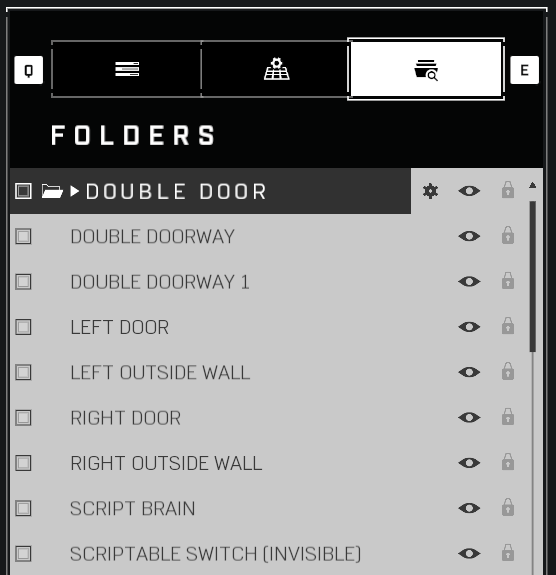 Q
E
FOLDERS
DOUBLE DOOR
DOUBLE DOORWAY
DOUBLE DOORWAY 1
LEFT DOOR
LEFT OUTSIDE WALL
RIGHT DOOR
RIGHT OUTSIDE WALL
SCRIPT BRAIN
SCRIPTABLE SWITCH (INVISIBLE)